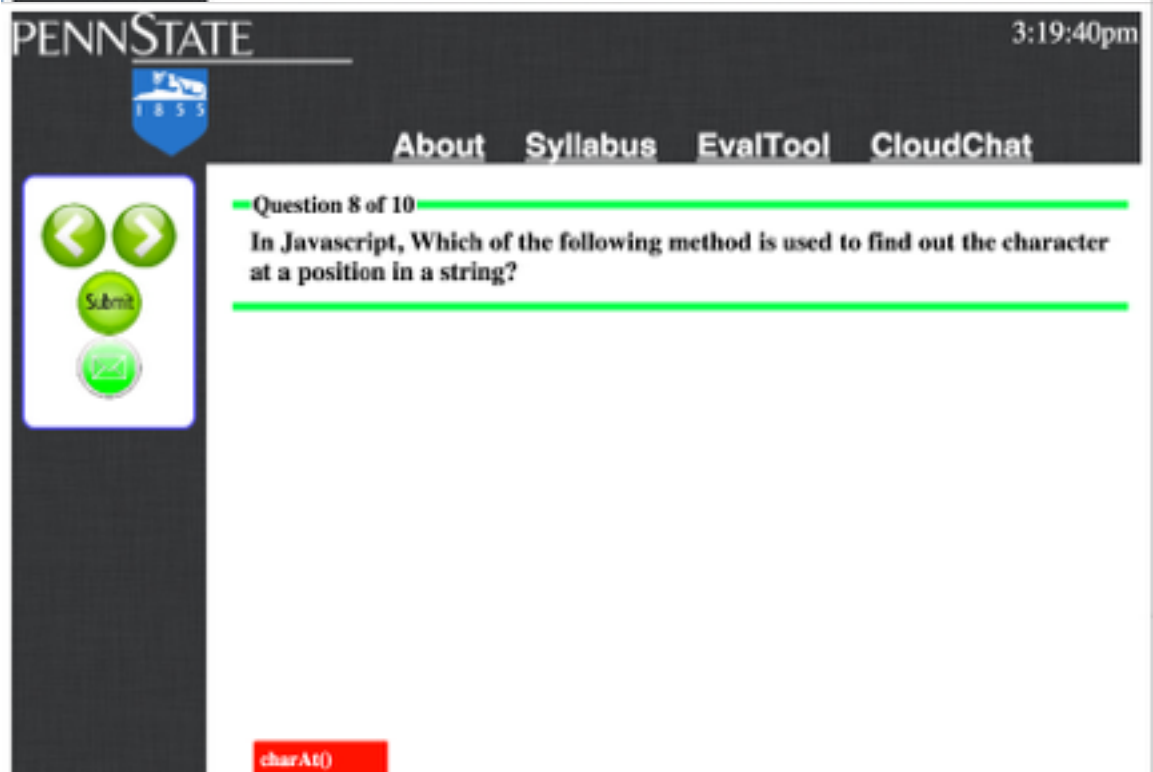 PENNSTATE
3:19:40pm
1855
About Syllabus EvalTool CloudChat
Question 8 of 10
In Javascript, Which of the following method is used to find out the character
at a position in a string?
Submit
charAt()